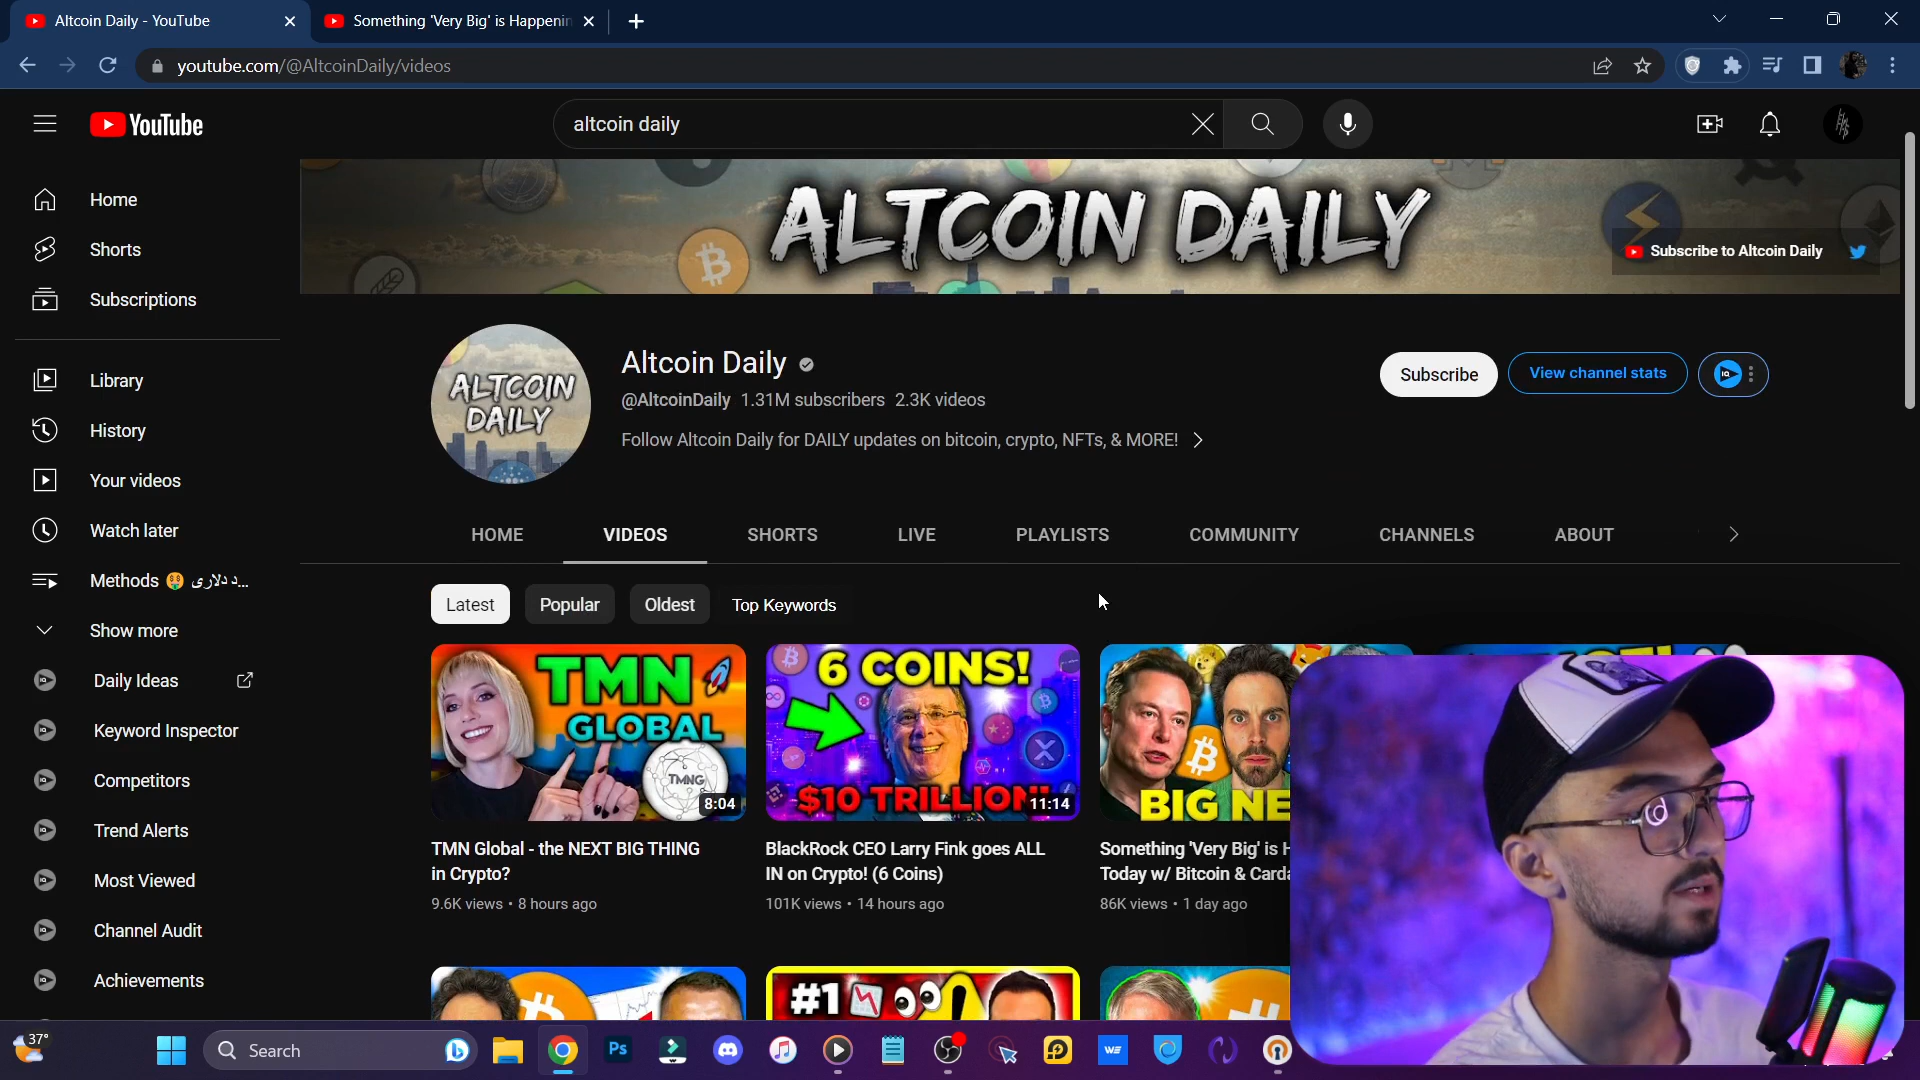 Altcoin Daily - YouTube
Something 'Very Big' is Happenin
youtube.com/@AltcoinDaily/videos
YouTube
altcoin daily
Home
Shorts
Subscriptions
Library
History
Your videos
Watch later
Methods 🤑 د دلاری...
Show more
Daily Ideas
Keyword Inspector
Competitors
Trend Alerts
Most Viewed
Channel Audit
Achievements
ALTCOIN DAILY
Subscribe to Altcoin Daily
ALTCOIN
DAILY
Altcoin Daily
@AltcoinDaily 1.31M subscribers 2.3K videos
Follow Altcoin Daily for DAILY updates on bitcoin, crypto, NFTs, & MORE!
Subscribe
View channel stats
HOME
VIDEOS
SHORTS
LIVE
PLAYLISTS
COMMUNITY
CHANNELS
ABOUT
Latest
Popular
Oldest
Top Keywords
TMN
GLOBAL
TMNG
8:04
TMN Global - the NEXT BIG THING
in Crypto?
9.6K views • 8 hours ago
6 COINS!
$10 TRILLION
11:14
BlackRock CEO Larry Fink goes ALL
IN on Crypto! (6 Coins)
101K views • 14 hours ago
BIG NE
Something 'Very Big' is H
Today w/ Bitcoin & Carda
86K views • 1 day ago
#1
37°
Search
Ps
WE